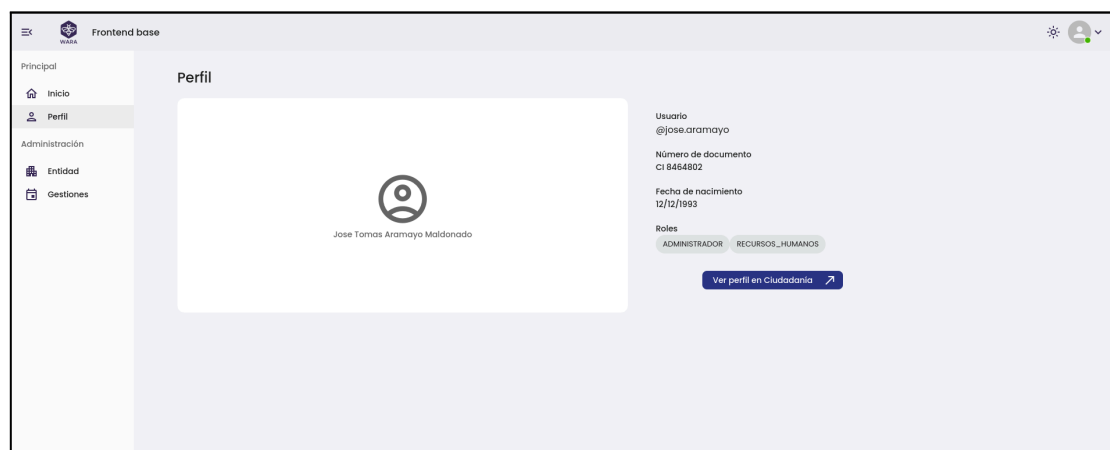 WARA
Frontend base
Principal
Inicio
Perfil
Administración
Entidad
Gestiones
Perfil
Jose Tomas Aramayo Maldonado
Usuario
@jose.aramayo
Número de documento
CI 8464802
Fecha de nacimiento
12/12/1993
Roles
ADMINISTRADOR RECURSOS_HUMANOS
Ver perfil en Ciudadanía